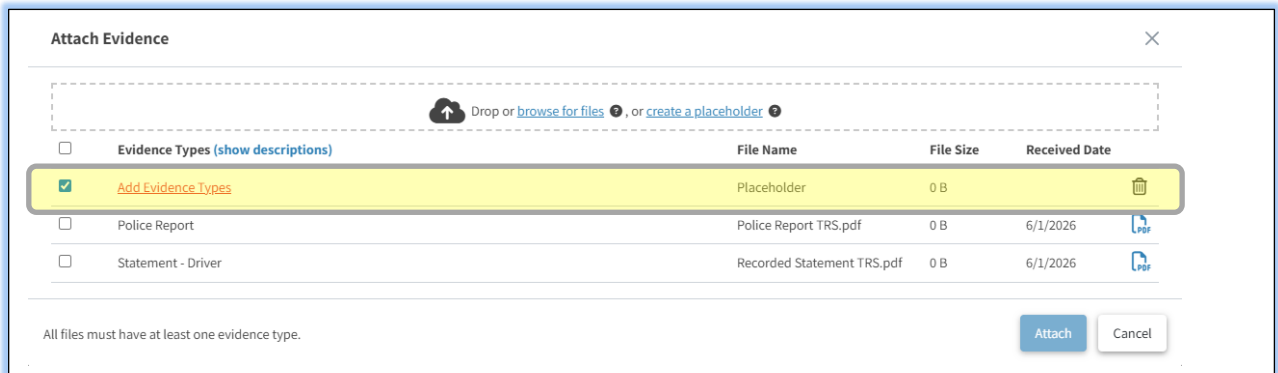 Attach Evidence
Drop or browse for files ? , or create a placeholder ?
Evidence Types (show descriptions) File Name File Size Received Date
Add Evidence Types Placeholder 0 B
Police Report Police Report TRS.pdf 0 B 6/1/2026 PDF
Statement - Driver Recorded Statement TRS.pdf 0 B 6/1/2026 PDF
All files must have at least one evidence type. Attach Cancel